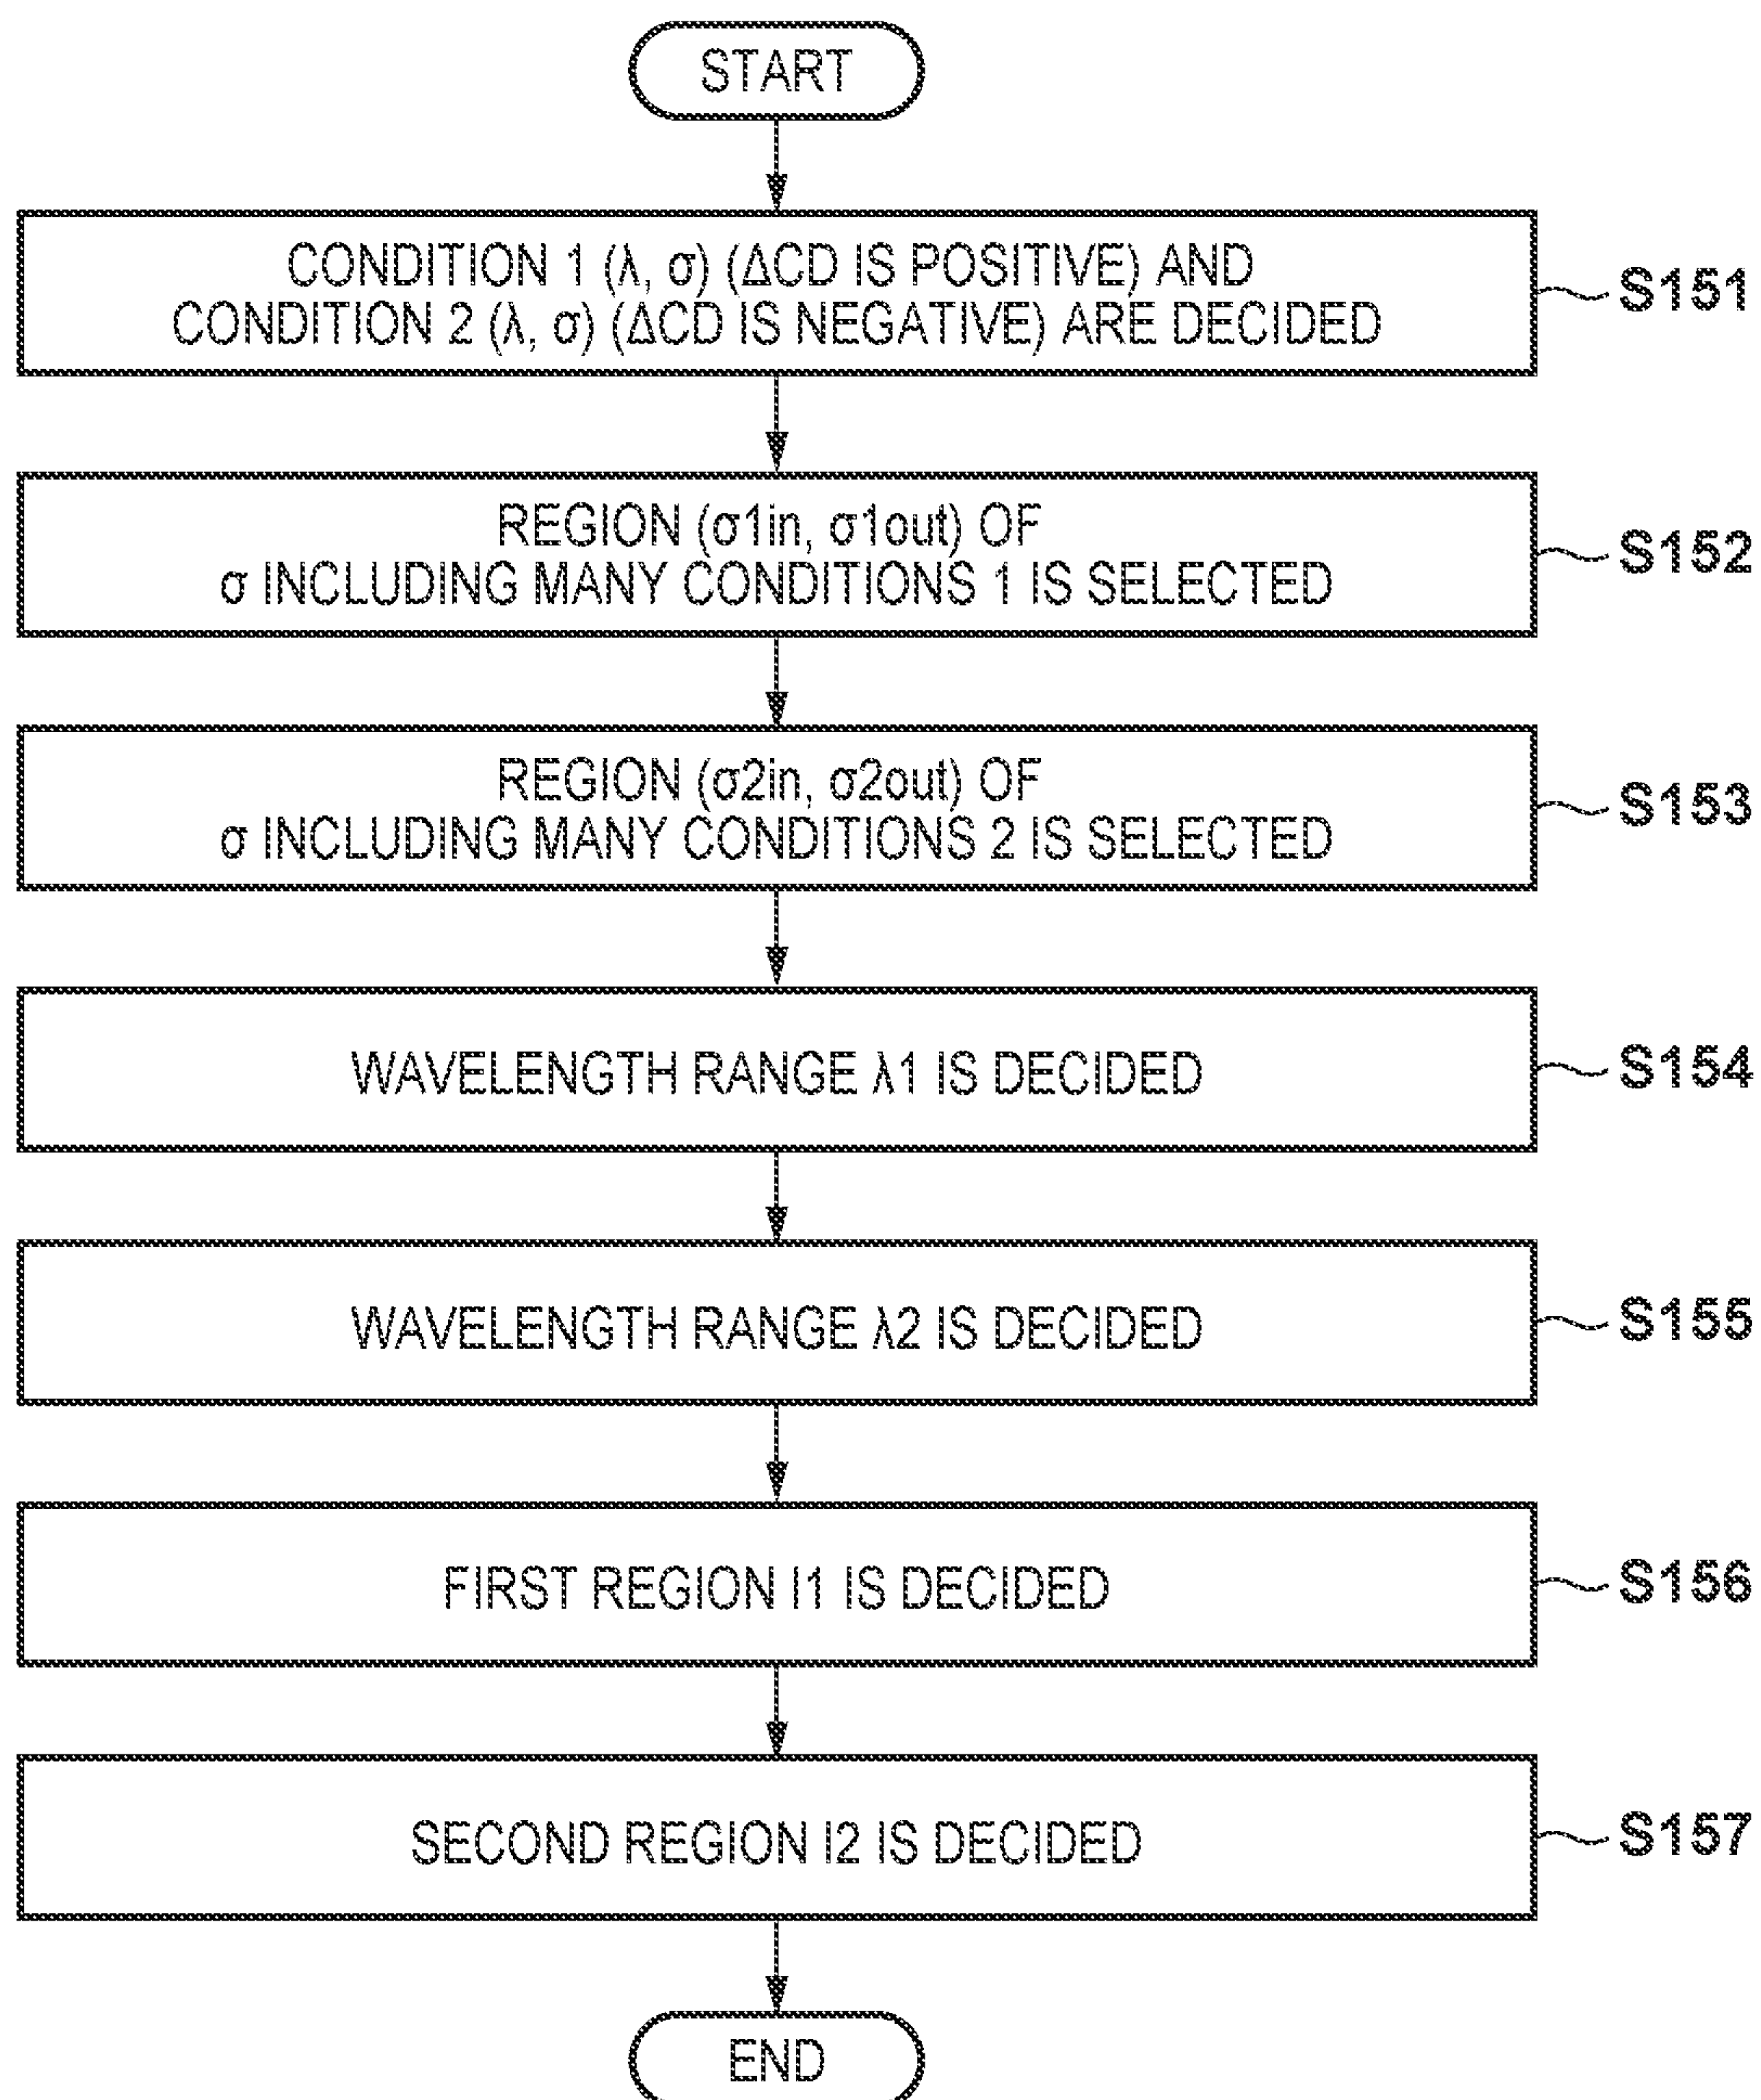 START
CONDITION 1 (λ, σ) (ΔCD IS POSITIVE) AND
CONDITION 2 (λ, σ) (ΔCD IS NEGATIVE) ARE DECIDED
S151
REGION (σ1in, σ1out) OF
σ INCLUDING MANY CONDITIONS 1 IS SELECTED
S152
REGION (σ2in, σ2out) OF
σ INCLUDING MANY CONDITIONS 2 IS SELECTED
S153
WAVELENGTH RANGE λ1 IS DECIDED
S154
WAVELENGTH RANGE λ2 IS DECIDED
S155
FIRST REGION I1 IS DECIDED
S156
SECOND REGION I2 IS DECIDED
S157
END